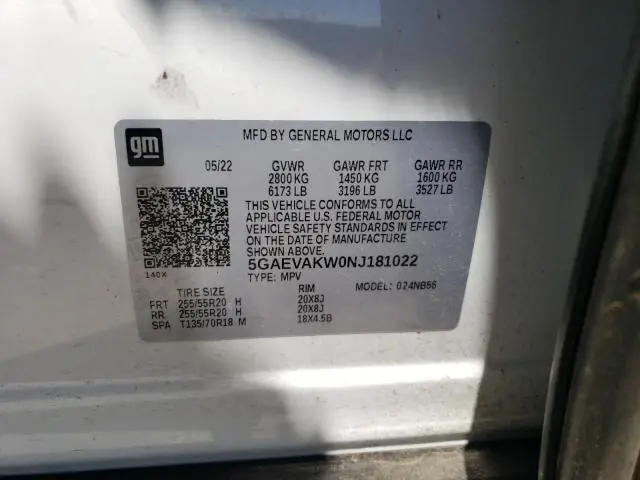 gm
MFD BY GENERAL MOTORS LLC
05/22 GVWR GAWR FRT GAWR RR
2800 KG 1450 KG 1600 KG
6173 LB 3196 LB 3527 LB
THIS VEHICLE CONFORMS TO ALL
APPLICABLE U.S. FEDERAL MOTOR
VEHICLE SAFETY STANDARDS IN EFFECT
ON THE DATE OF MANUFACTURE
SHOWN ABOVE.
5GAEVAKW0NJ181022
140X TYPE: MPV MODEL: 024NB56
TIRE SIZE RIM
FRT 255/55R20 H 20X8J
RR 255/55R20 H 20X8J
SPA T135/70R18 M 18X4.5B